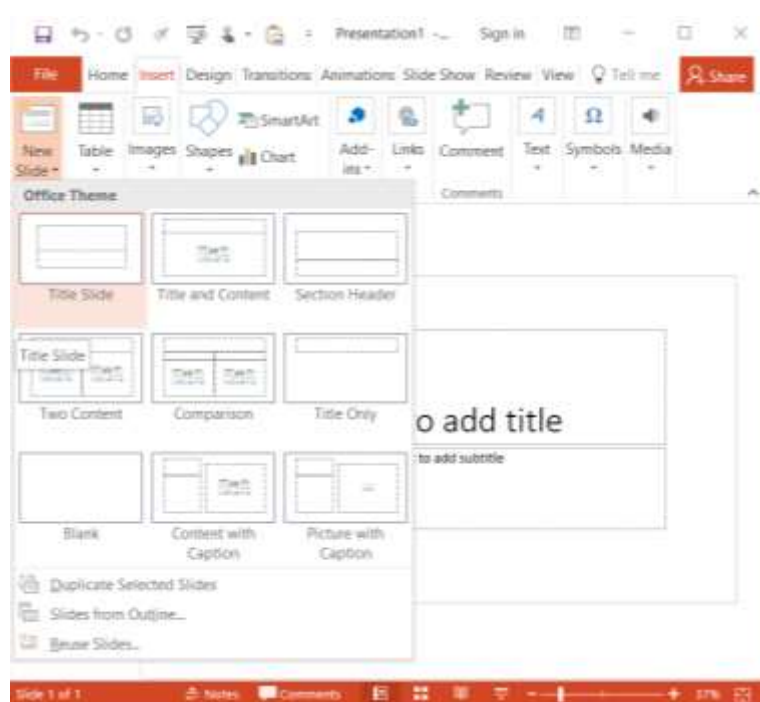 Presentation1 -... Sign in
File Home Insert Design Transitions Animations Slide Show Review View Tell me Share
New Slide Table Images Shapes SmartArt Chart Add-ins Links Comment Text Symbols Media
Comments
Office Theme
Title Slide Title and Content Section Header
Title Slide
Two Content Comparison Title Only
Blank Content with Caption Picture with Caption
Duplicate Selected Slides
Slides from Outline...
Reuse Slides...
o add title
to add subtitle
Slide 1 of 1 Notes Comments 37%